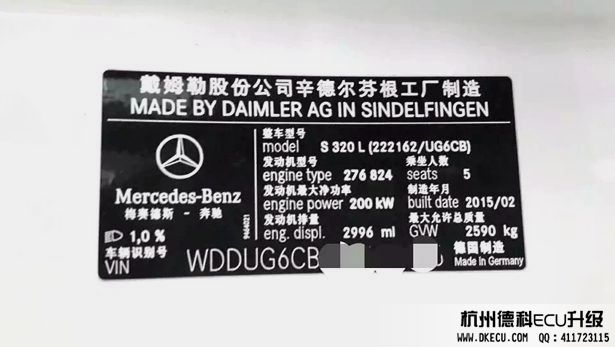 戴姆勒股份公司辛德尔芬根工厂制造
MADE BY DAIMLER AG IN SINDELFINGEN
整车型号
model S 320 L (222162/UG6CB)
发动机型号 乘坐人数
engine type 276 824 seats 5
发动机最大净功率 制造年月
engine power 200 kW built date 2015/02
发动机排量 最大允许总质量
eng. displ. 2996 ml GVW 2590 kg
Mercedes-Benz
梅赛德斯-奔驰
1,0 %
车辆识别号 德国制造
VIN WDDUG6CB Made in Germany
杭州德科ECU升级
WWW.DKECU.COM QQ:411723115